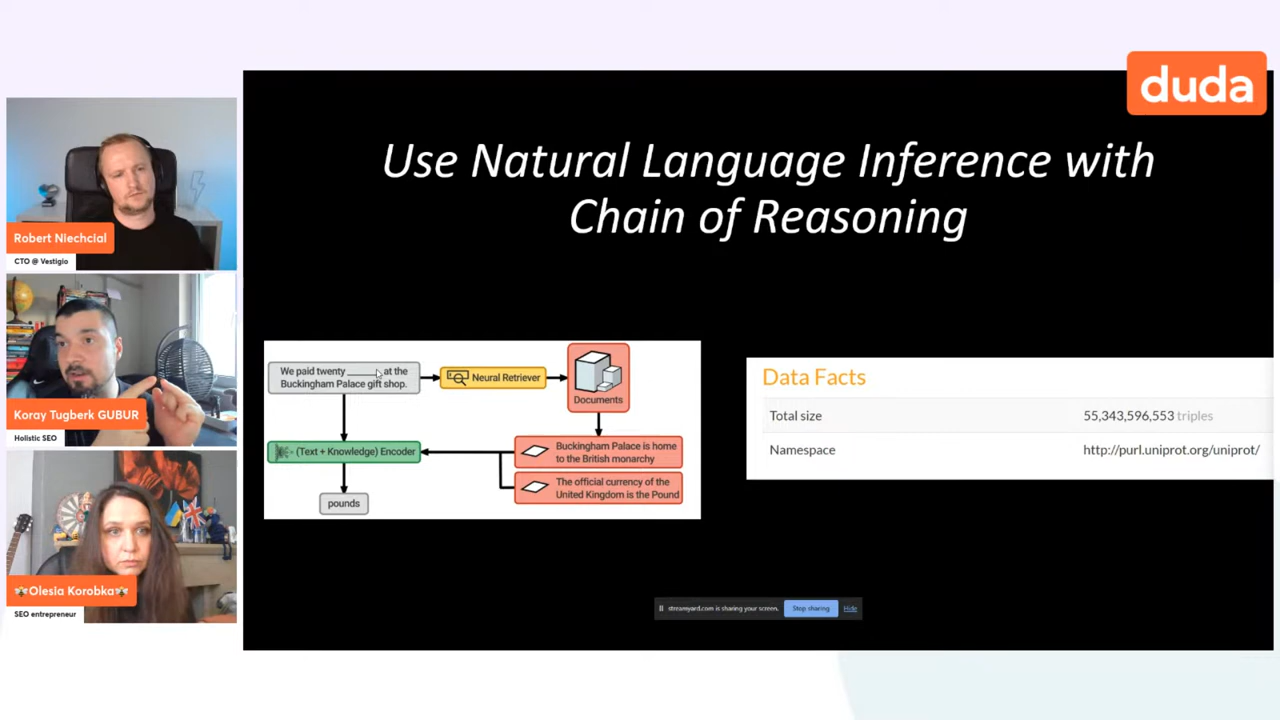 duda
Use Natural Language Inference with
Chain of Reasoning
Robert Niechcial
CTO @ Vestigio
Koray Tugberk GUBUR
Holistic SEO
🐝Olesia Korobka🐝
SEO entrepreneur
We paid twenty ______ at the
Buckingham Palace gift shop.
Neural Retriever
Documents
- (Text + Knowledge) Encoder
Buckingham Palace is home
to the British monarchy
The official currency of the
United Kingdom is the Pound
pounds
Data Facts
Total size 55,343,596,553 triples
Namespace http://purl.uniprot.org/uniprot/
streamyard.com is sharing your screen. Stop sharing Hide